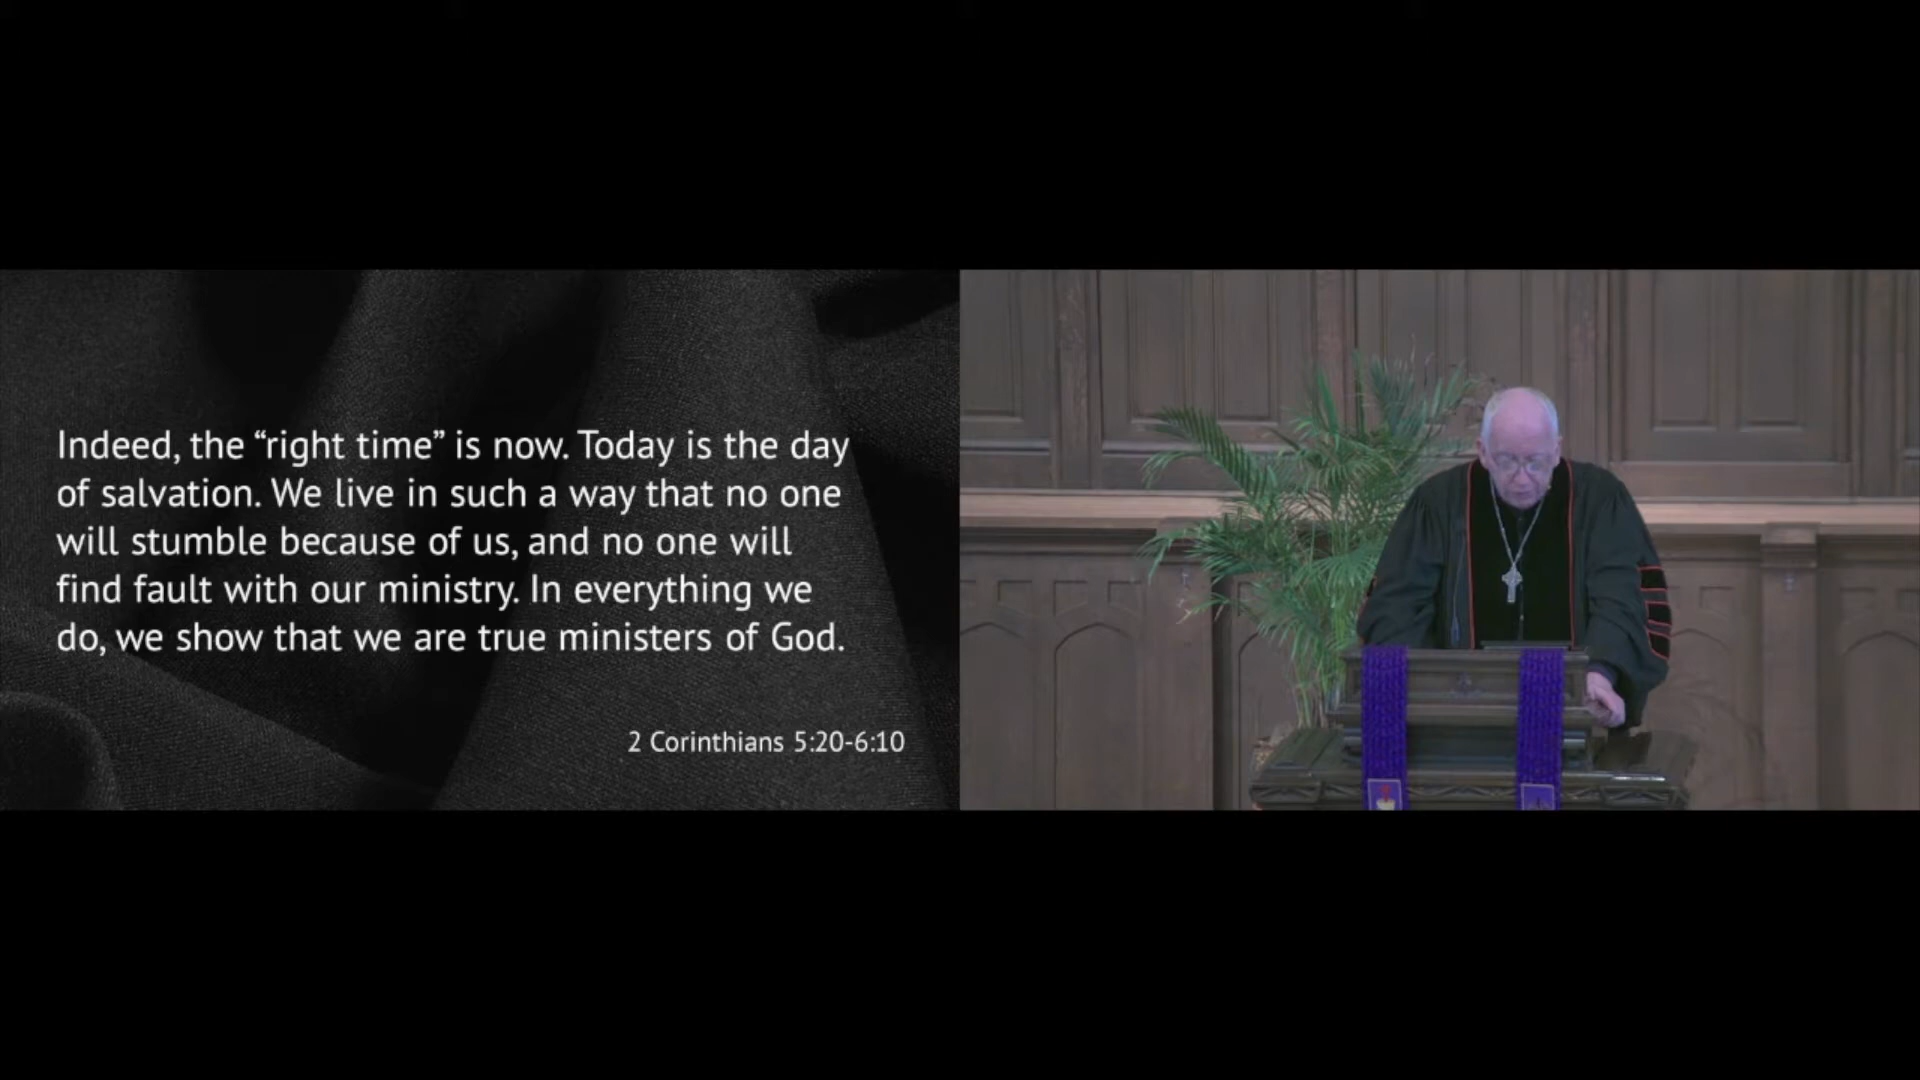 Indeed, the “right time” is now. Today is the day
of salvation. We live in such a way that no one
will stumble because of us, and no one will
find fault with our ministry. In everything we
do, we show that we are true ministers of God.
2 Corinthians 5:20-6:10